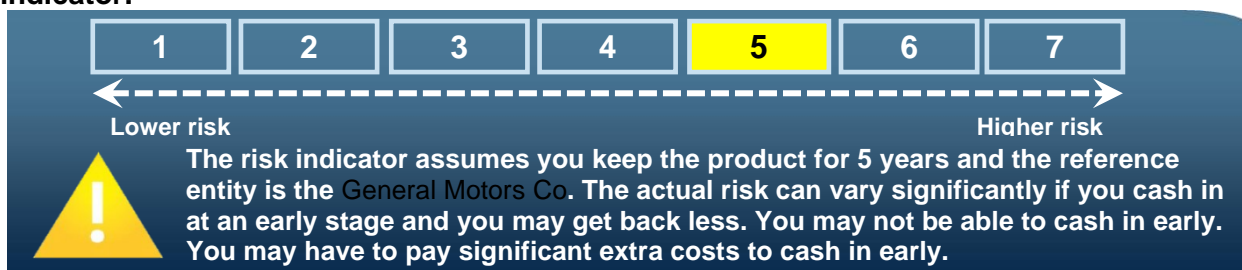 Indicator:
1 2 3 4 5 6 7
Lower risk Higher risk
The risk indicator assumes you keep the product for 5 years and the reference
entity is the General Motors Co. The actual risk can vary significantly if you cash in
at an early stage and you may get back less. You may not be able to cash in early.
You may have to pay significant extra costs to cash in early.